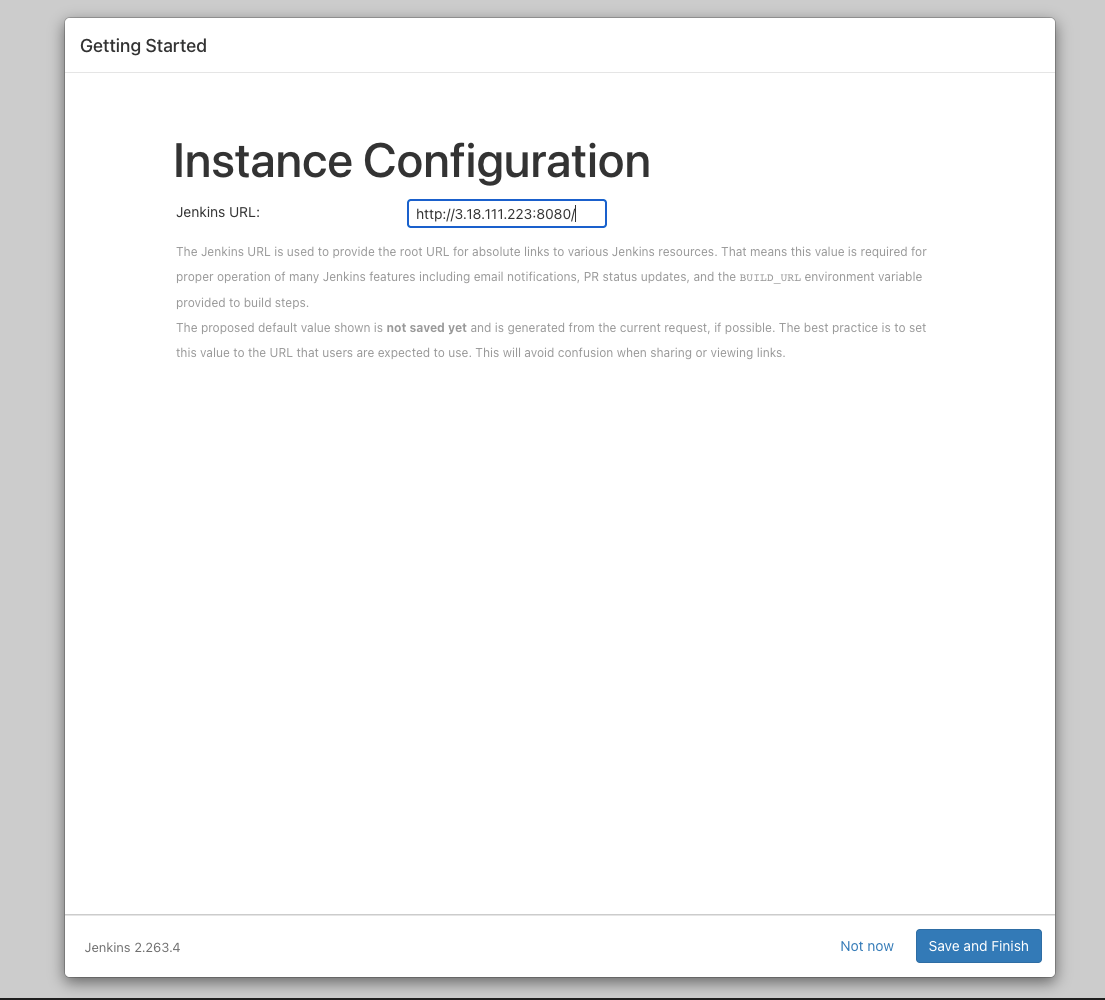 Getting Started
Instance Configuration
Jenkins URL: http://3.18.111.223:8080/
The Jenkins URL is used to provide the root URL for absolute links to various Jenkins resources. That means this value is required for
proper operation of many Jenkins features including email notifications, PR status updates, and the BUILD_URL environment variable
provided to build steps.
The proposed default value shown is not saved yet and is generated from the current request, if possible. The best practice is to set
this value to the URL that users are expected to use. This will avoid confusion when sharing or viewing links.
Jenkins 2.263.4 Not now Save and Finish